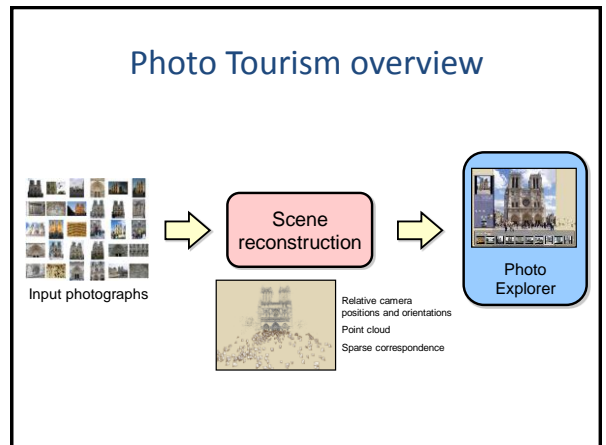 Photo Tourism overview
Scene
reconstruction
Input photographs
Photo
Explorer
Relative camera
positions and orientations
Point cloud
Sparse correspondence